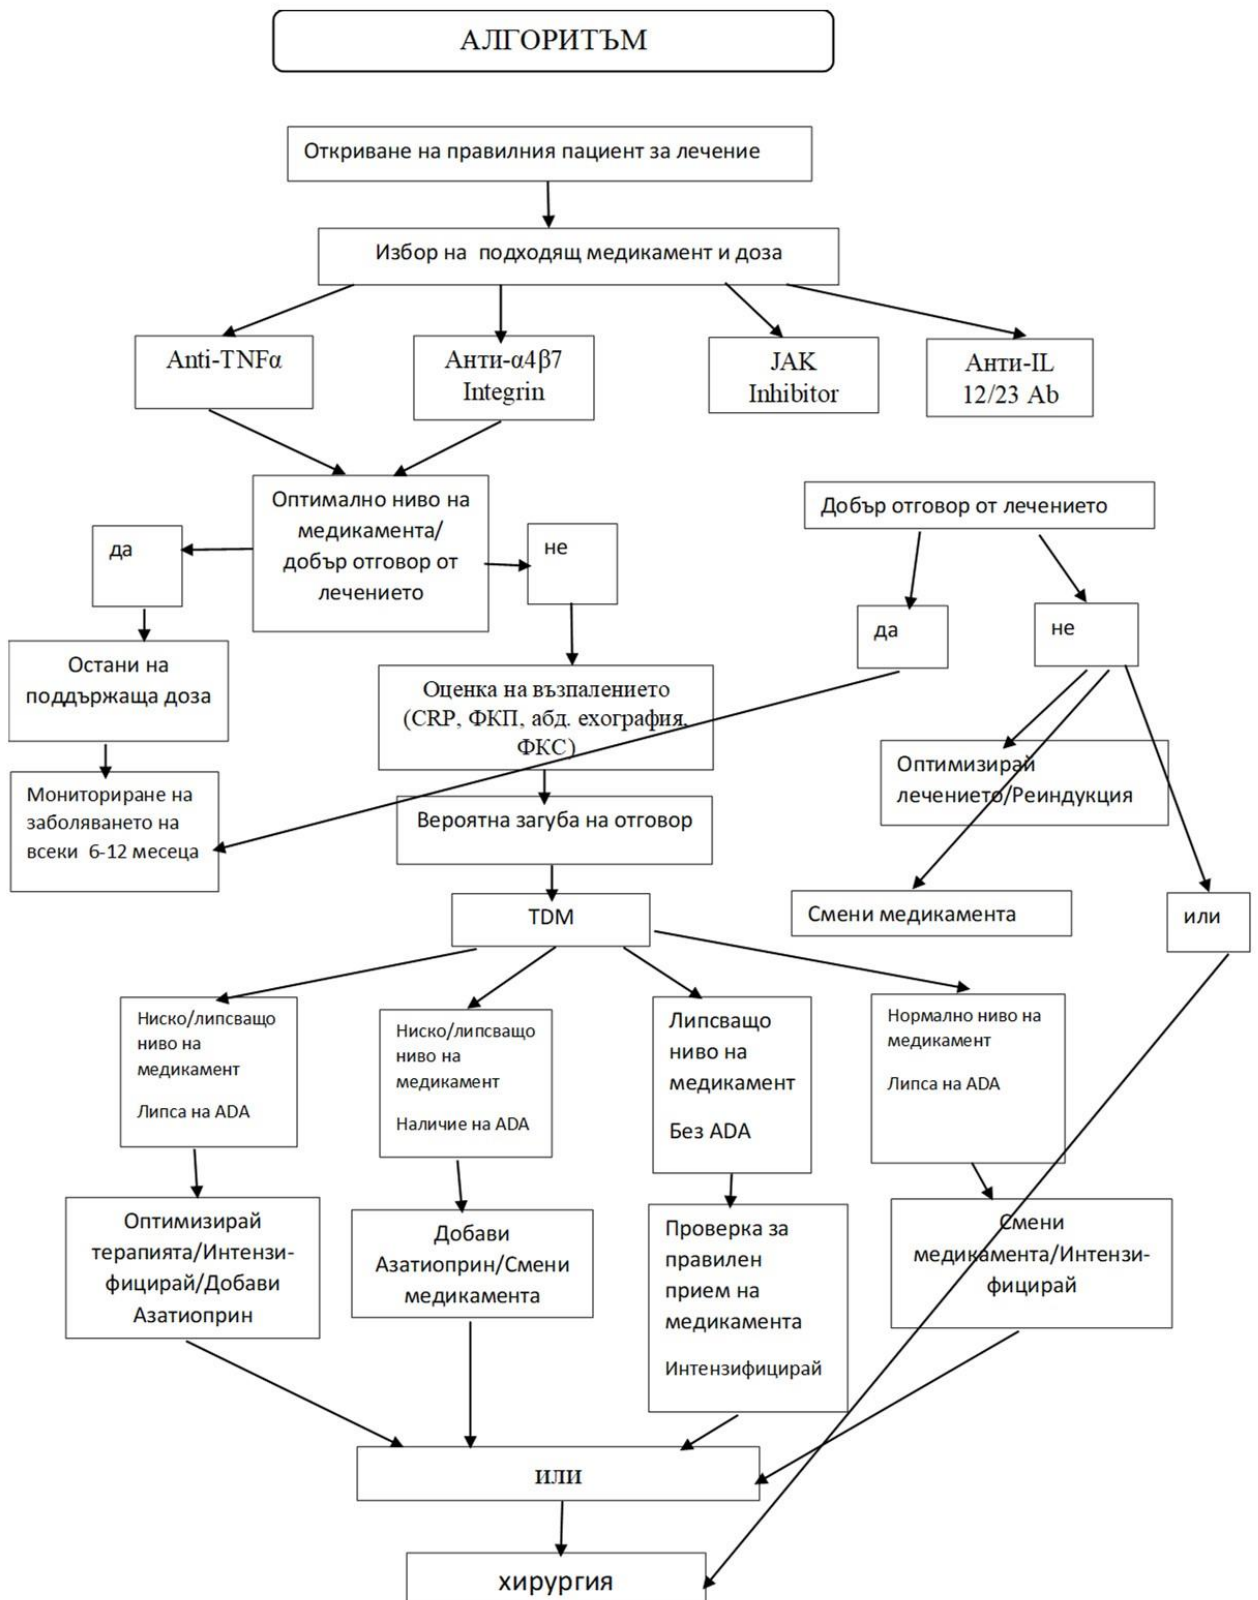 АЛГОРИТЪМ
Откриване на правилния пациент за лечение
Избор на подходящ медикамент и доза
Anti-TNFα
Анти-α4β7
Integrin
JAK
Inhibitor
Анти-IL
12/23 Ab
Оптимално ниво на
медикамента/
добър отговор от
лечението
да
не
Добър отговор от лечението
да
не
Остани на
поддържаща доза
Оценка на възпалението
(CRP, ФКП, абд. ехография,
ФКС)
Оптимизирай
лечението/Реиндукция
Мониториране на
заболяването на
всеки 6-12 месеца
Вероятна загуба на отговор
Смени медикамента
или
TDM
Ниско/липсващо
ниво на
медикамент
Липса на ADA
Ниско/липсващо
ниво на
медикамент
Наличие на ADA
Липсващо
ниво на
медикамент
Без ADA
Нормално ниво на
медикамент
Липса на ADA
Оптимизирай
терапията/Интензи-
фицирай/Добави
Азатиоприн
Добави
Азатиоприн/Смени
медикамента
Проверка за
правилен
прием на
медикамента
Интензифицирай
Смени
медикамента/Интензи-
фицирай
или
хирургия